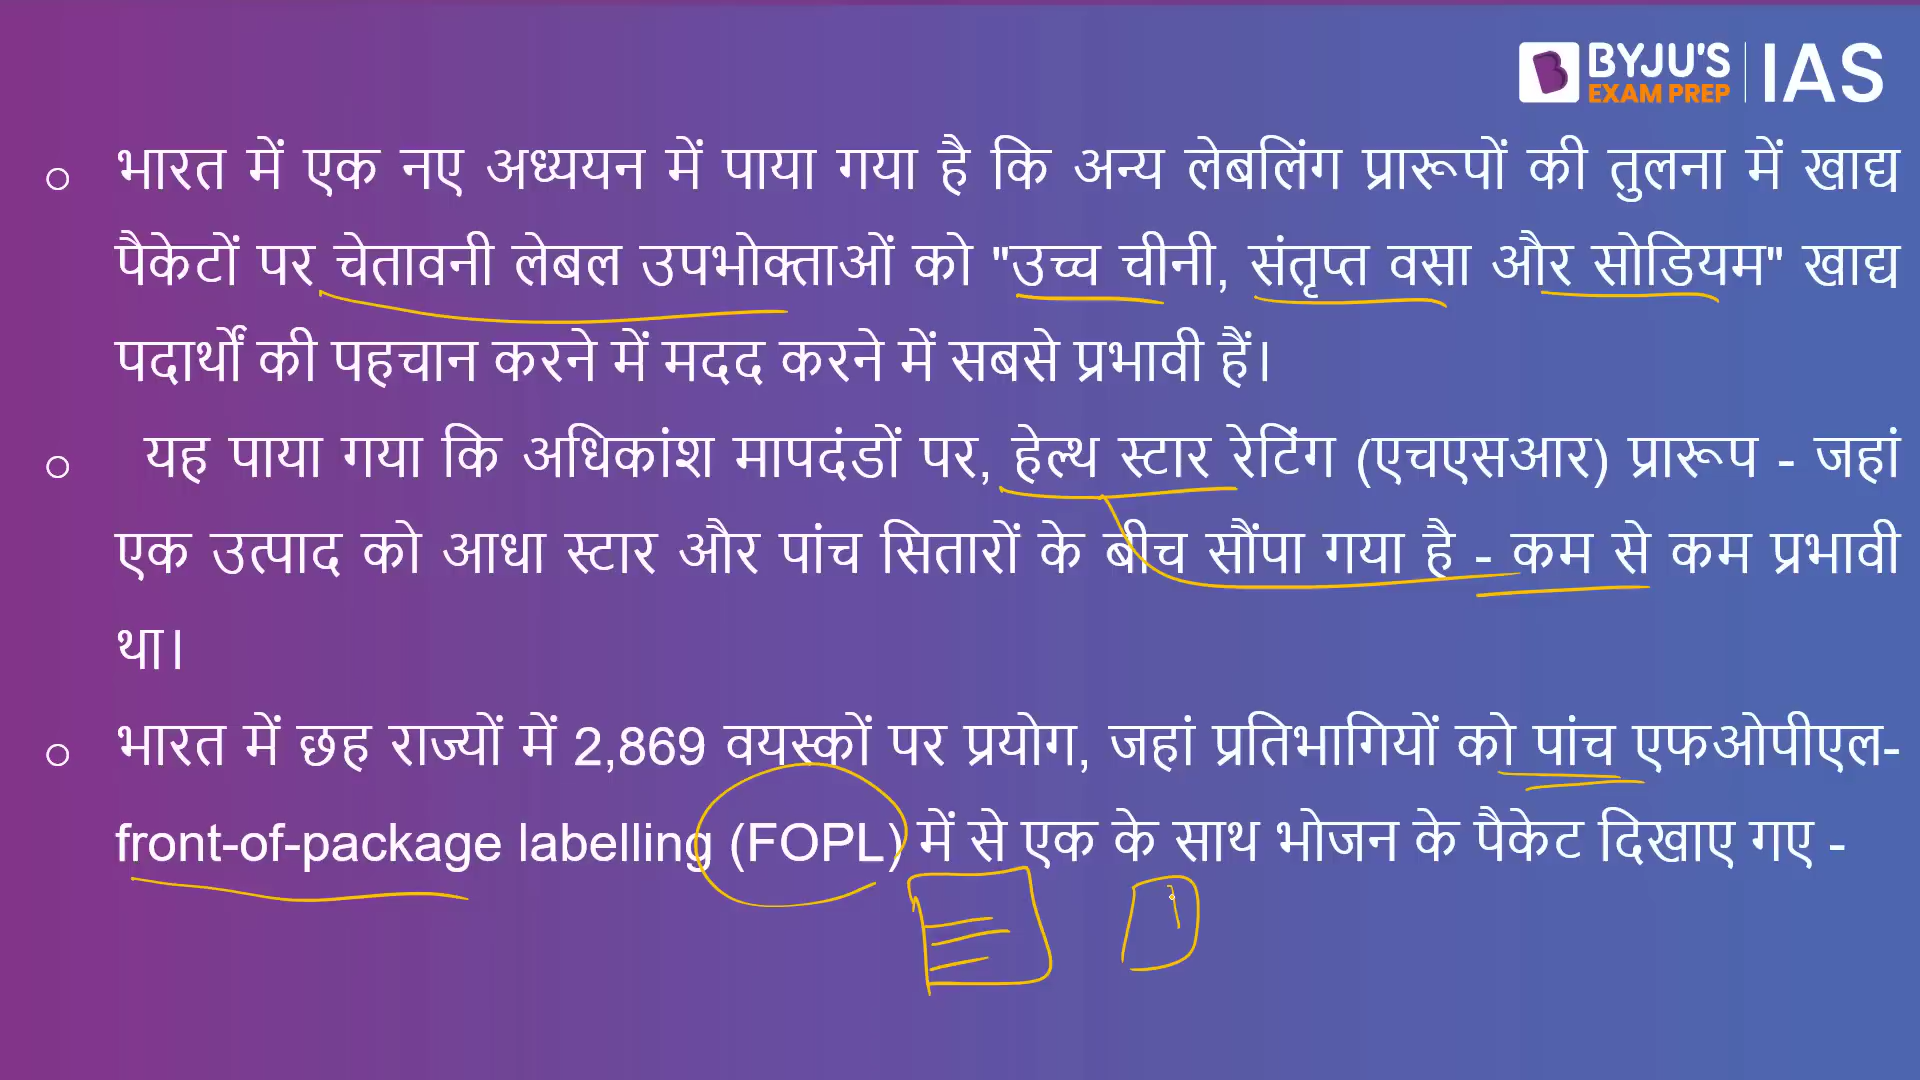 BYJU'S
EXAM PREP
IAS
भारत में एक नए अध्ययन में पाया गया है कि अन्य लेबलिंग प्रारूपों की तुलना में खाद्य
पैकेटों पर चेतावनी लेबल उपभोक्ताओं को "उच्च चीनी, संतृप्त वसा और सोडियम" खाद्य
पदार्थों की पहचान करने में मदद करने में सबसे प्रभावी हैं।
यह पाया गया कि अधिकांश मापदंडों पर, हेल्थ स्टार रेटिंग (एचएसआर) प्रारूप - जहां
एक उत्पाद को आधा स्टार और पांच सितारों के बीच सौंपा गया है - कम से कम प्रभावी
था।
भारत में छह राज्यों में 2,869 वयस्कों पर प्रयोग, जहां प्रतिभागियों को पांच एफओपीएल-
front-of-package labelling (FOPL) में से एक के साथ भोजन के पैकेट दिखाए गए -